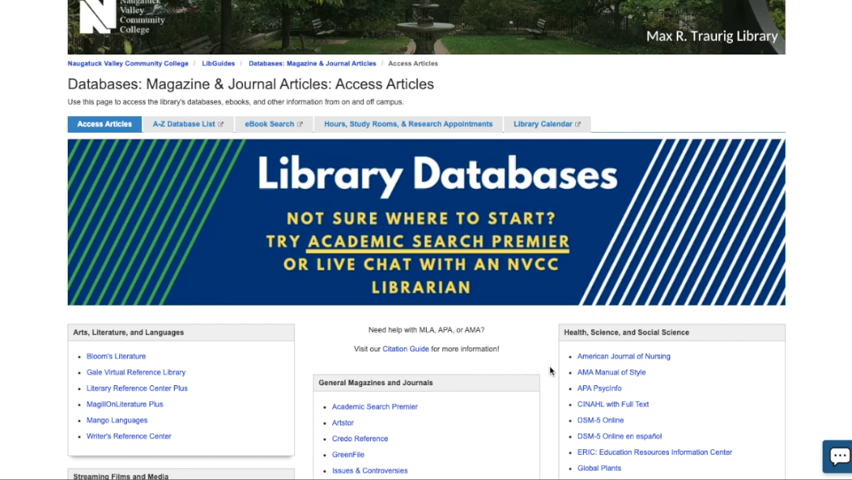 Naugatuck
Valley
Community
College
Max R. Traurig Library
Naugatuck Valley Community College / LibGuides / Databases: Magazine & Journal Articles / Access Articles
Databases: Magazine & Journal Articles: Access Articles
Use this page to access the library's databases, ebooks, and other information from on and off campus.
Access Articles A-Z Database List eBook Search Hours, Study Rooms, & Research Appointments Library Calendar
Library Databases
NOT SURE WHERE TO START?
TRY ACADEMIC SEARCH PREMIER
OR LIVE CHAT WITH AN NVCC
LIBRARIAN
Arts, Literature, and Languages
Bloom's Literature
Gale Virtual Reference Library
Literary Reference Center Plus
MagillOnLiterature Plus
Mango Languages
Writer's Reference Center
Streaming Films and Media
Need help with MLA, APA, or AMA?
Visit our Citation Guide for more information!
General Magazines and Journals
Academic Search Premier
Artstor
Credo Reference
GreenFile
Issues & Controversies
Health, Science, and Social Science
American Journal of Nursing
AMA Manual of Style
APA PsycInfo
CINAHL with Full Text
DSM-5 Online
DSM-5 Online en español
ERIC: Education Resources Information Center
Global Plants